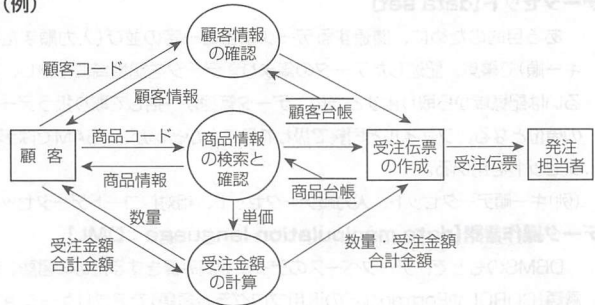 (例)
顧客情報
の確認
顧客コード
顧客情報
商品コード
顧客
商品情報
商品情報
の検索と
確認
顧客台帳
商品台帳
受注伝票
の作成
受注伝票
発注
担当者
数量
単価
受注金額
合計金額
受注金額
の計算
数量・受注金額
合計金額